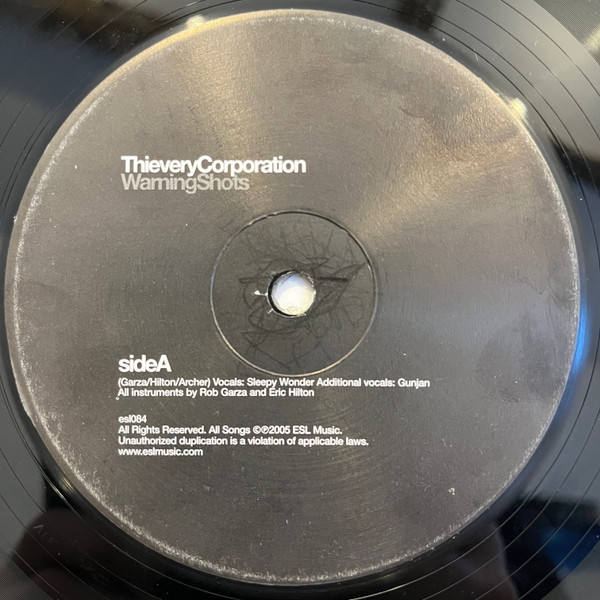 ThieveryCorporation
WarningShots
sideA
(Garza/Hilton/Archer) Vocals: Sleepy Wonder Additional vocals: Gunjan
All instruments by Rob Garza and Eric Hilton
esl084
All Rights Reserved. All Songs ©℗2005 ESL Music.
Unauthorized duplication is a violation of applicable laws.
www.eslmusic.com